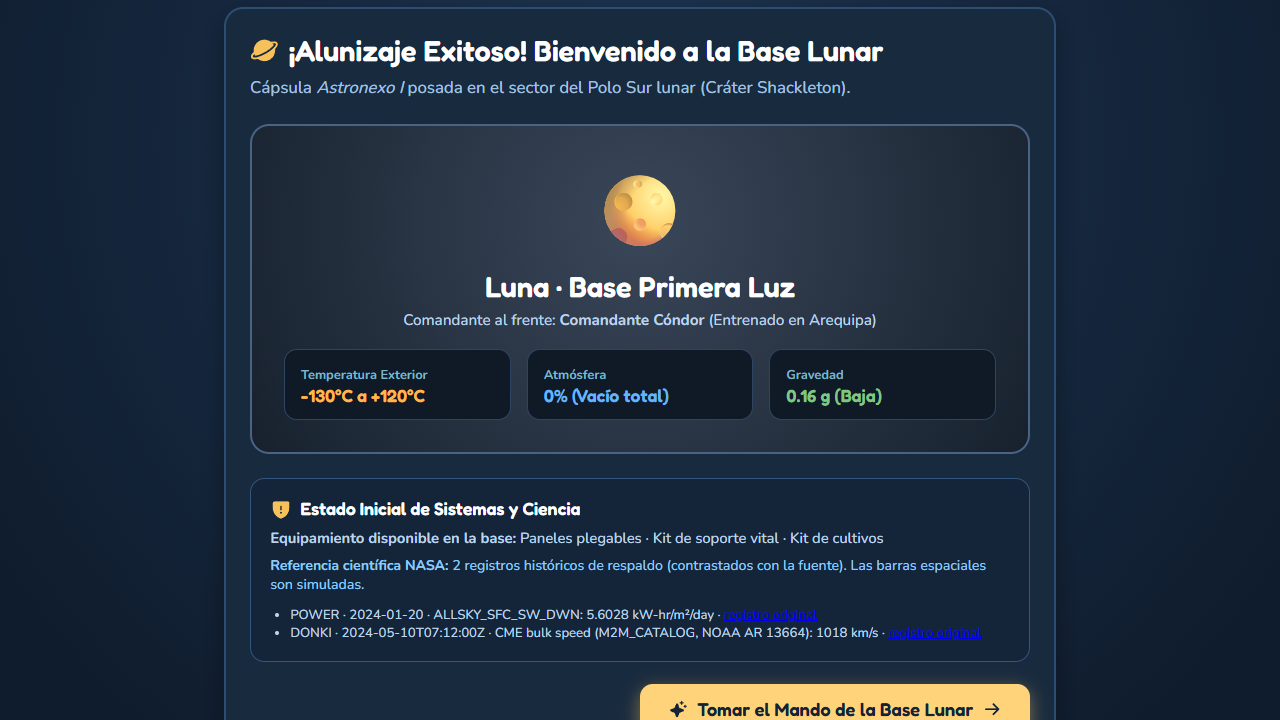 ¡Alunizaje Exitoso! Bienvenido a la Base Lunar
Cápsula Astronexo I posada en el sector del Polo Sur lunar (Cráter Shackleton).
Luna · Base Primera Luz
Comandante al frente: Comandante Cóndor (Entrenado en Arequipa)
Temperatura Exterior
-130°C a +120°C
Atmósfera
0% (Vacío total)
Gravedad
0.16 g (Baja)
Estado Inicial de Sistemas y Ciencia
Equipamiento disponible en la base: Paneles plegables · Kit de soporte vital · Kit de cultivos
Referencia científica NASA: 2 registros históricos de respaldo (contrastados con la fuente). Las barras espaciales
son simuladas.
• POWER · 2024-01-20 · ALLSKY_SFC_SW_DWN: 5.6028 kW-hr/m²/day · registro original
• DONKI · 2024-05-10T07:12:00Z · CME bulk speed (M2M_CATALOG, NOAA AR 13664): 1018 km/s · registro original
Tomar el Mando de la Base Lunar →